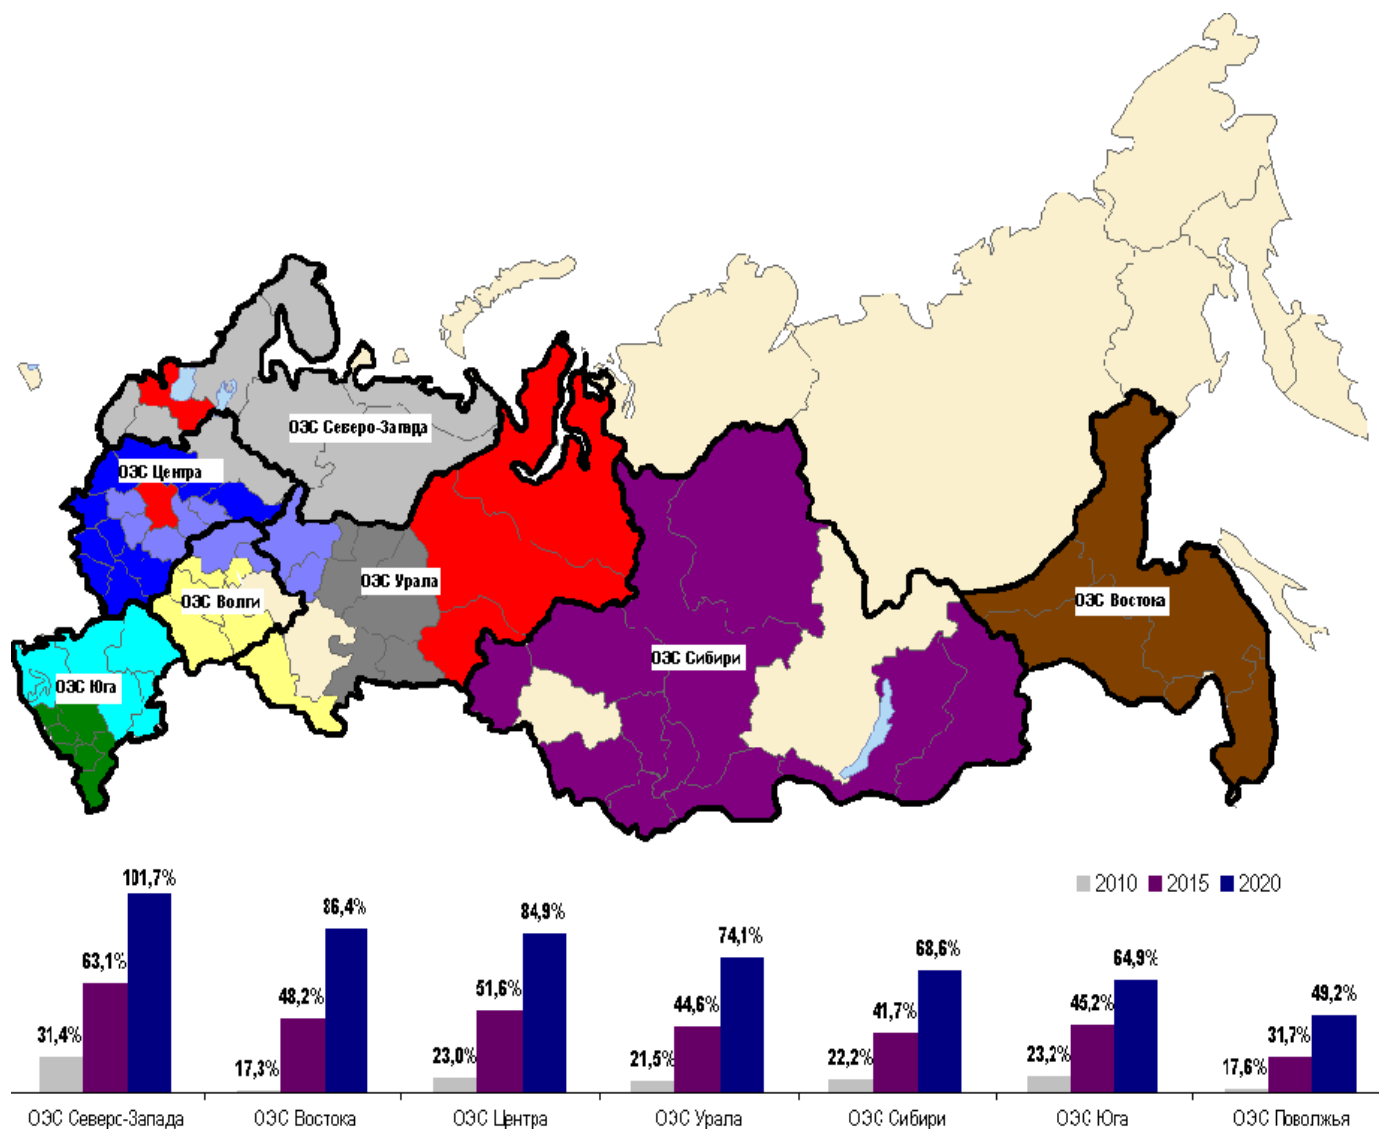 ОЭС Северо-Запада
ОЭС Центра
ОЭС Волги
ОЭС Урала
ОЭС Юга
ОЭС Сибири
ОЭС Востока
2010 2015 2020
31,4% 63,1% 101,7%
17,3% 48,2% 86,4%
23,0% 51,6% 84,9%
21,5% 44,6% 74,1%
22,2% 41,7% 68,6%
23,2% 45,2% 64,9%
17,6% 31,7% 49,2%
ОЭС Северо-Запада ОЭС Востока ОЭС Центра ОЭС Урала ОЭС Сибири ОЭС Юга ОЭС Поволжья